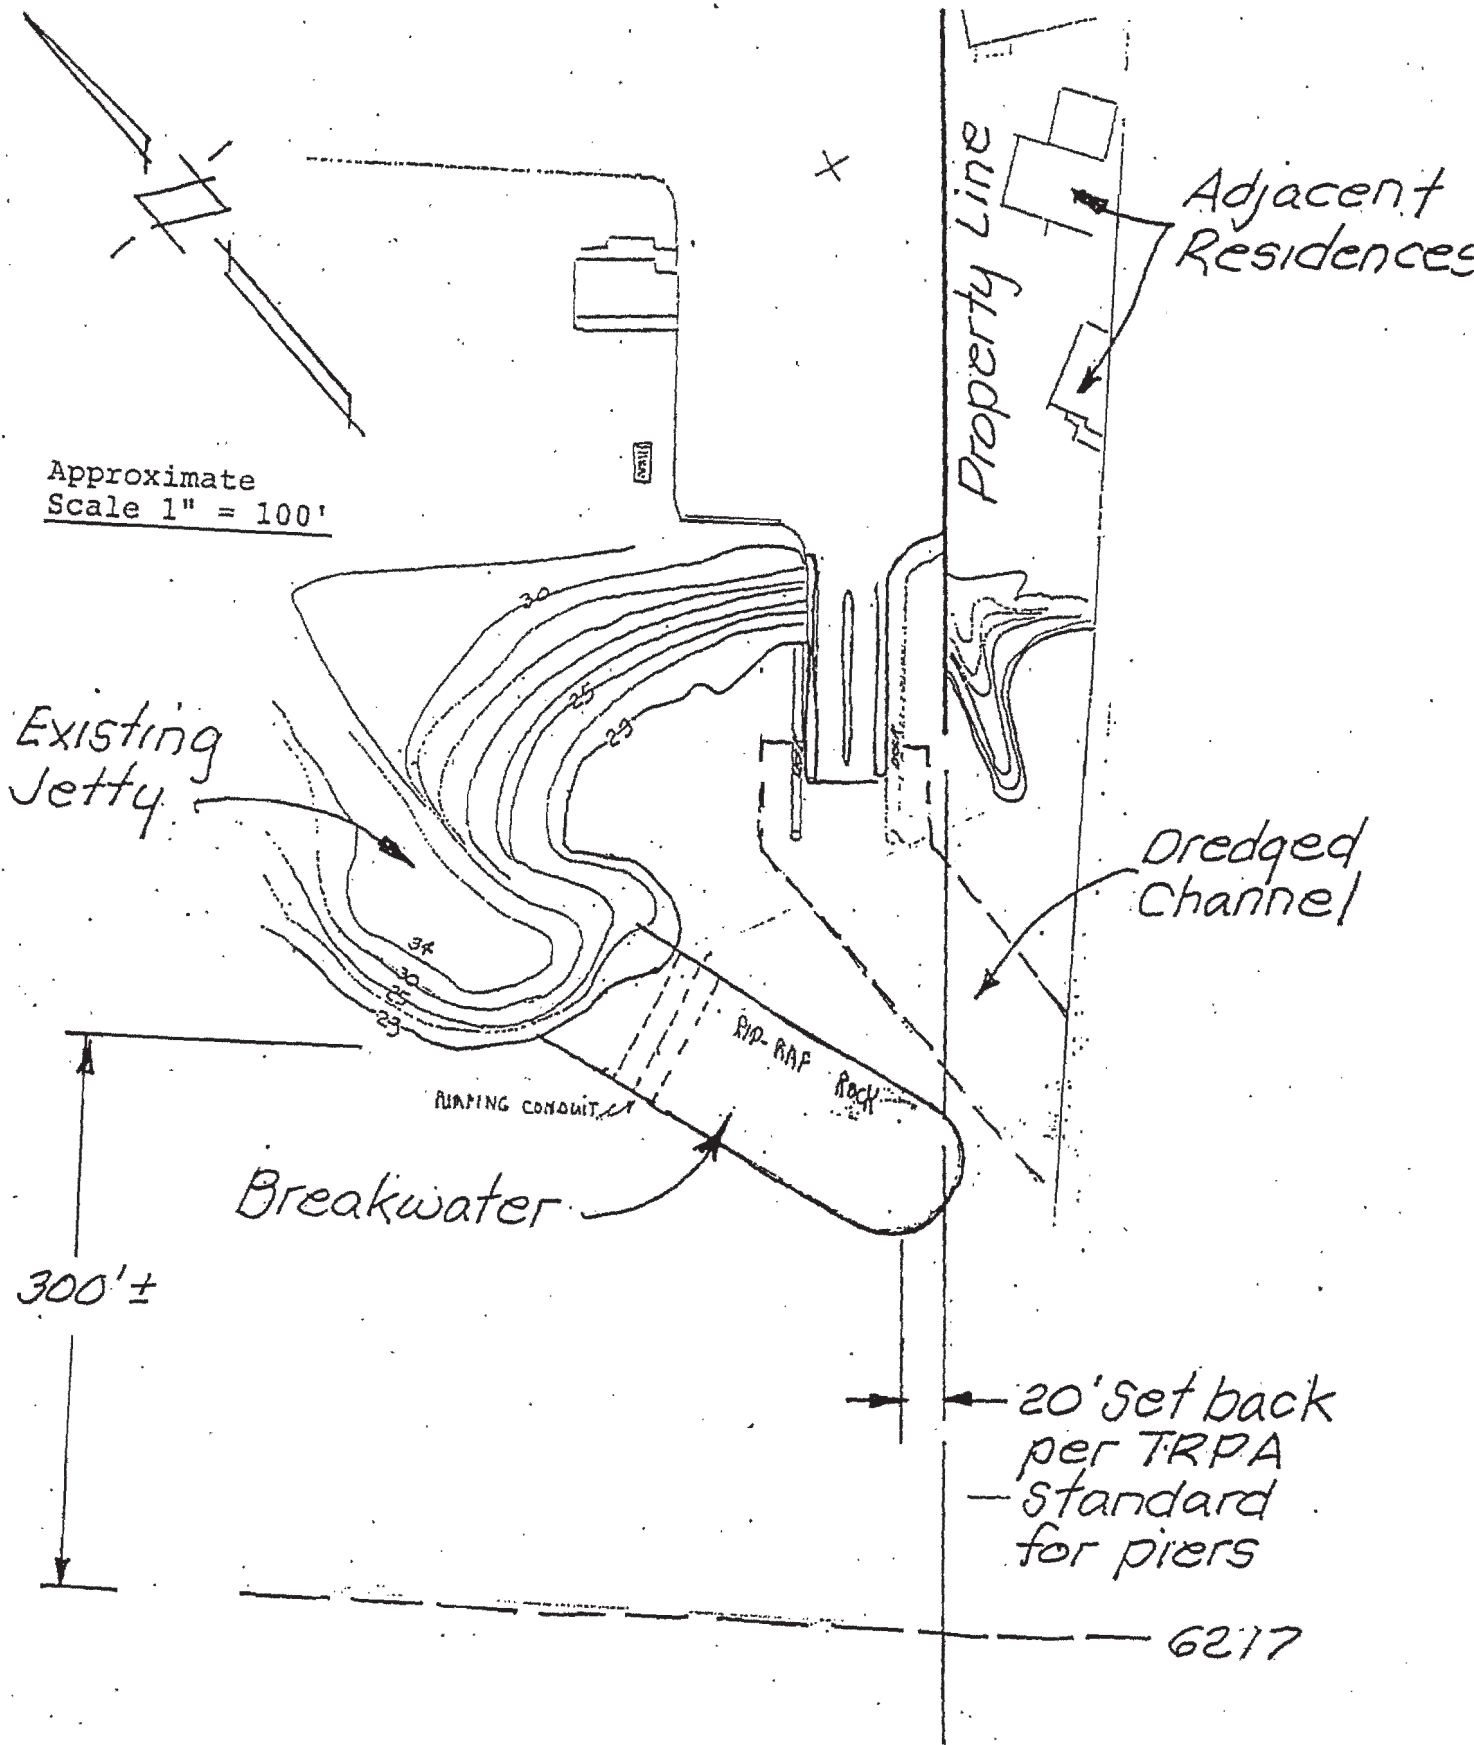 Adjacent
Residences
Property Line
Approximate
Scale 1" = 100'
30
25
23
Existing
Jetty
Dredged
Channel
34
30
25
23
RIP-RAP ROCK
CONDUIT
Breakwater
300'±
20' Set back
per TRPA
Standard
for piers
6217